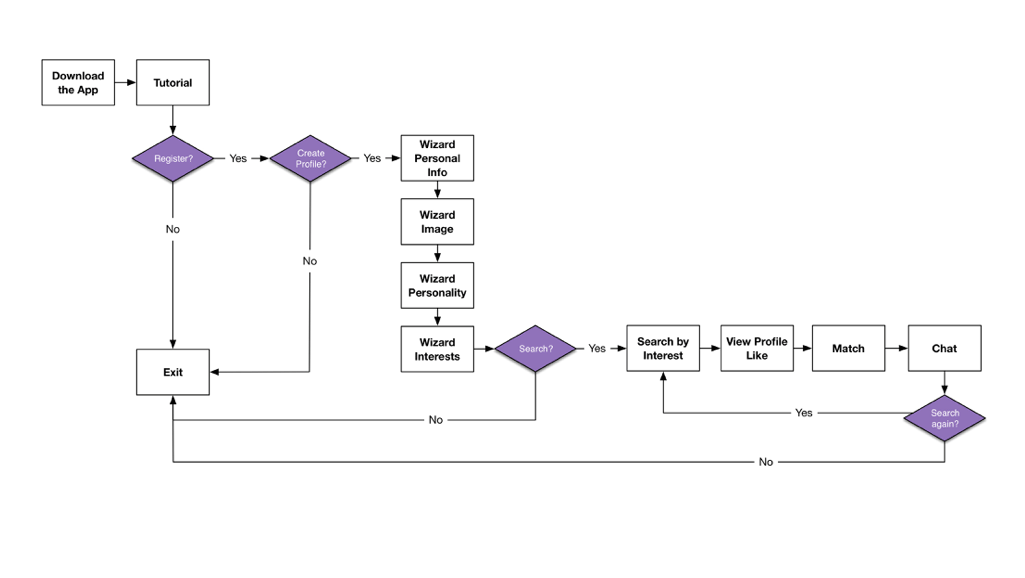 Download
the App
Tutorial
Register?
Yes
Create
Profile?
Yes
Wizard
Personal
Info
No
Wizard
Image
No
Wizard
Personality
Wizard
Interests
Search?
Yes
Search by
Interest
View Profile
Like
Match
Chat
Exit
Yes
Search
again?
No
No